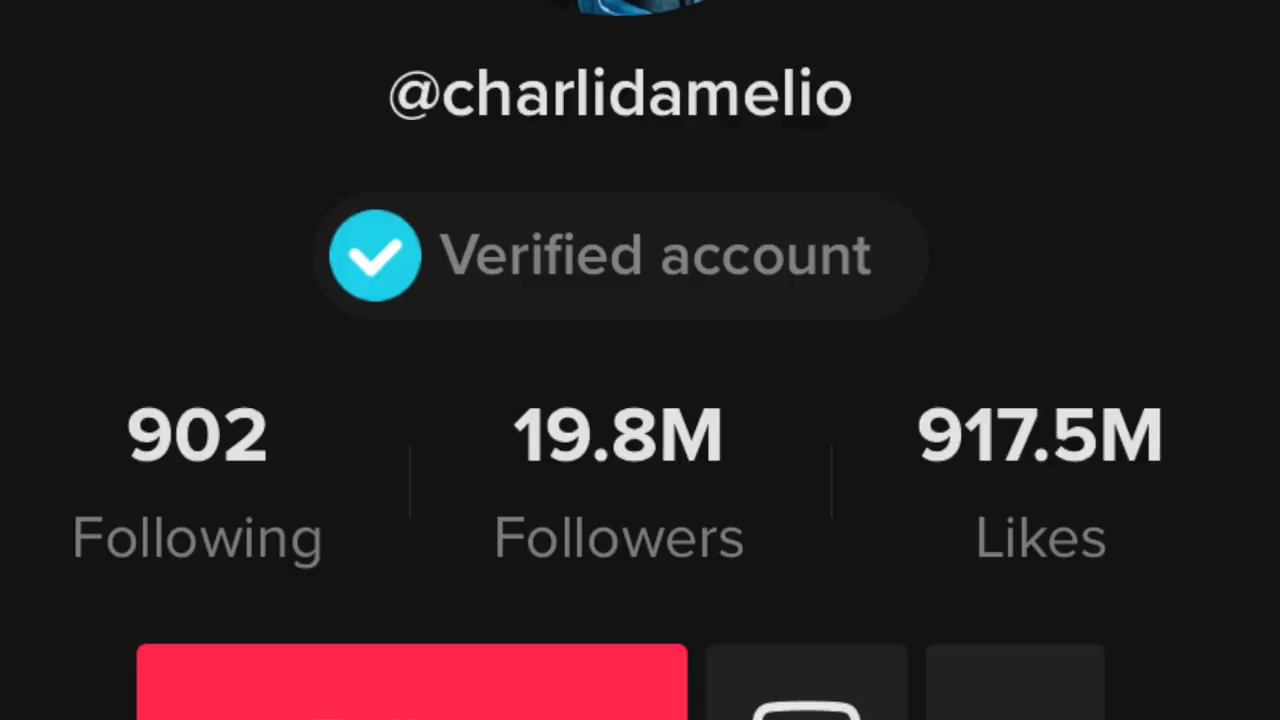 @charlidamelio
Verified account
902 19.8M 917.5M
Following Followers Likes